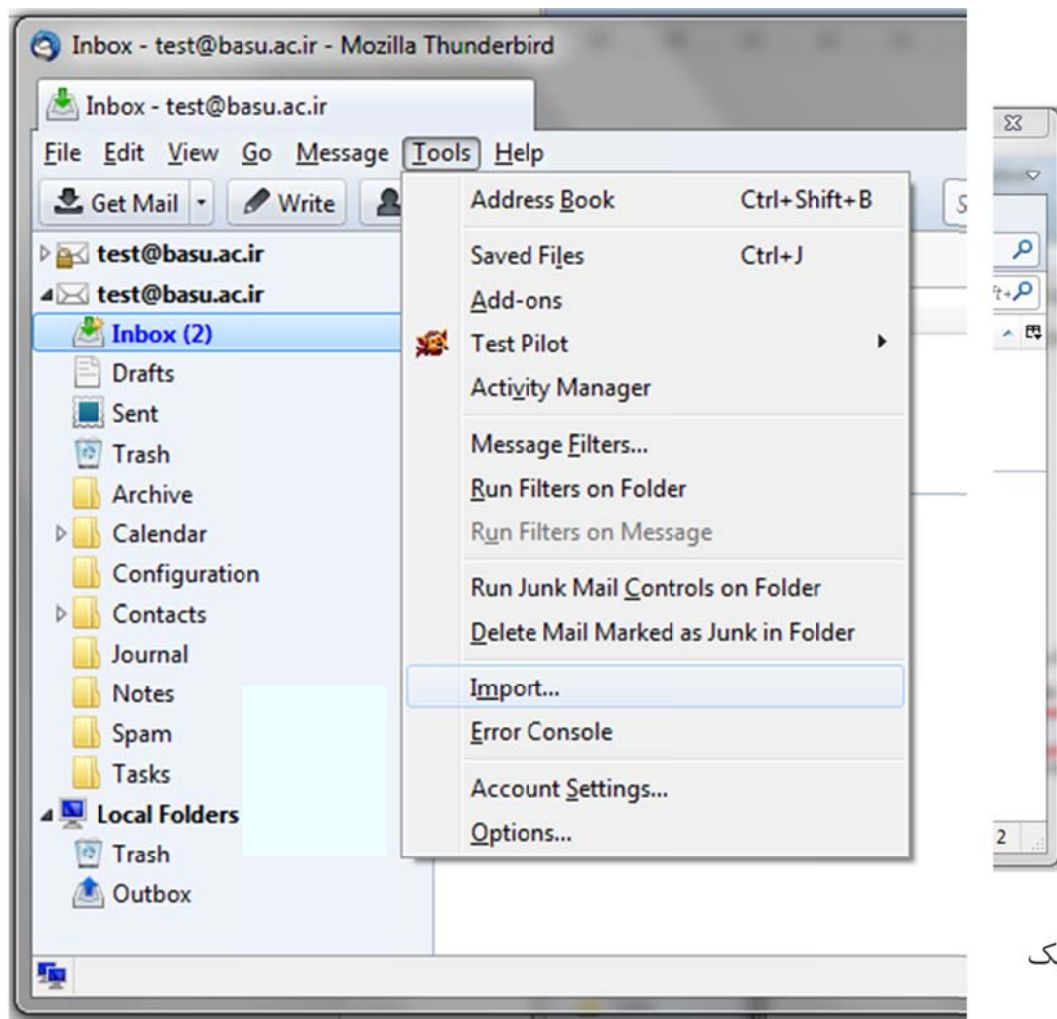 Inbox - test@basu.ac.ir - Mozilla Thunderbird
Inbox - test@basu.ac.ir
File Edit View Go Message Tools Help
Get Mail Write
test@basu.ac.ir
test@basu.ac.ir
Inbox (2)
Drafts
Sent
Trash
Archive
Calendar
Configuration
Contacts
Journal
Notes
Spam
Tasks
Local Folders
Trash
Outbox
Address Book Ctrl+Shift+B
Saved Files Ctrl+J
Add-ons
Test Pilot
Activity Manager
Message Filters...
Run Filters on Folder
Run Filters on Message
Run Junk Mail Controls on Folder
Delete Mail Marked as Junk in Folder
Import...
Error Console
Account Settings...
Options...
2